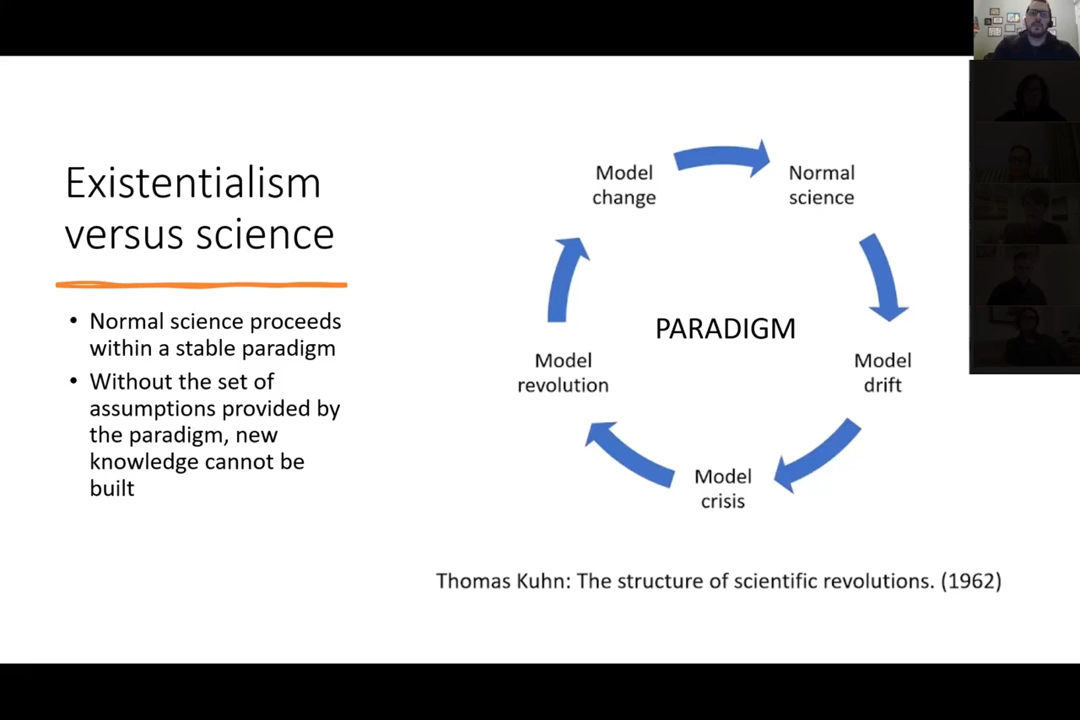 Existentialism
versus science
• Normal science proceeds
within a stable paradigm
• Without the set of
assumptions provided by
the paradigm, new
knowledge cannot be
built
Model
change
Normal
science
PARADIGM
Model
revolution
Model
drift
Model
crisis
Thomas Kuhn: The structure of scientific revolutions. (1962)